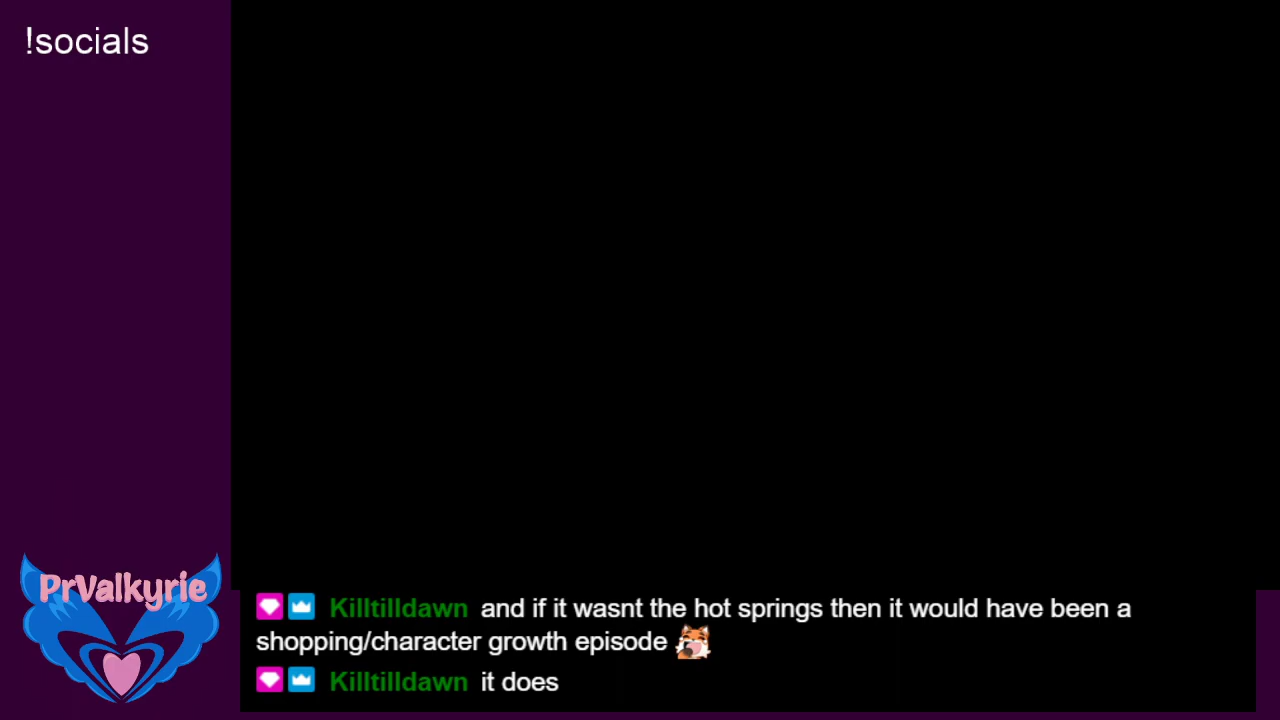 !socials
PrValkyrie
Killtilldawn and if it wasnt the hot springs then it would have been a
shopping/character growth episode
Killtilldawn it does